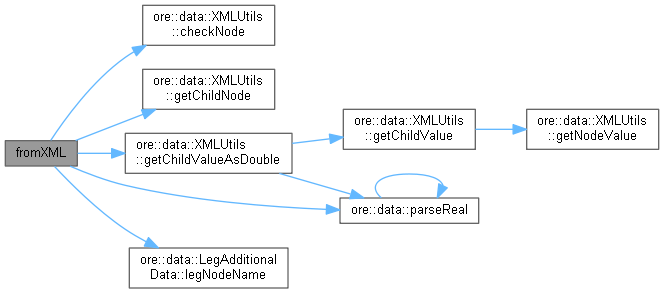 ore::data::XMLUtils
::checkNode
ore::data::XMLUtils
::getChildNode
fromXML
ore::data::XMLUtils
::getChildValueAsDouble
ore::data::XMLUtils
::getChildValue
ore::data::XMLUtils
::getNodeValue
ore::data::parseReal
ore::data::LegAdditional
Data::legNodeName